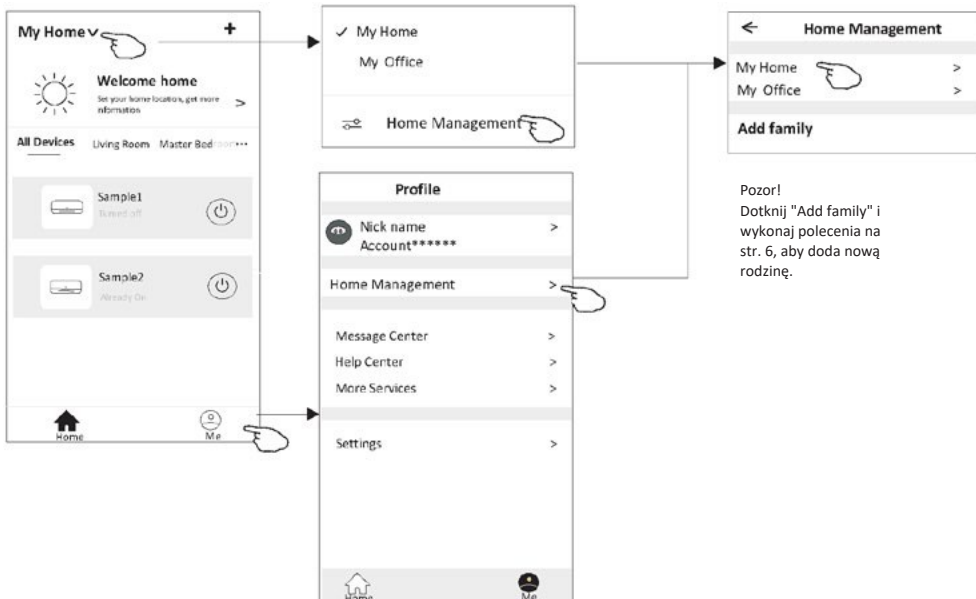 My Home
+
Welcome home
Set your home location, get more
information
>
All Devices Living Room Master Bedroom...
Sample1
Turned off
Sample2
Already On
Home
Me
✓ My Home
My Office
Home Management
Profile
Nick name >
Account******
Home Management >
Message Center >
Help Center >
More Services >
Settings >
Home
Me
← Home Management
My Home >
My Office >
Add family
Pozor!
Dotknij "Add family" i
wykonaj polecenia na
str. 6, aby doda nową
rodzinę.